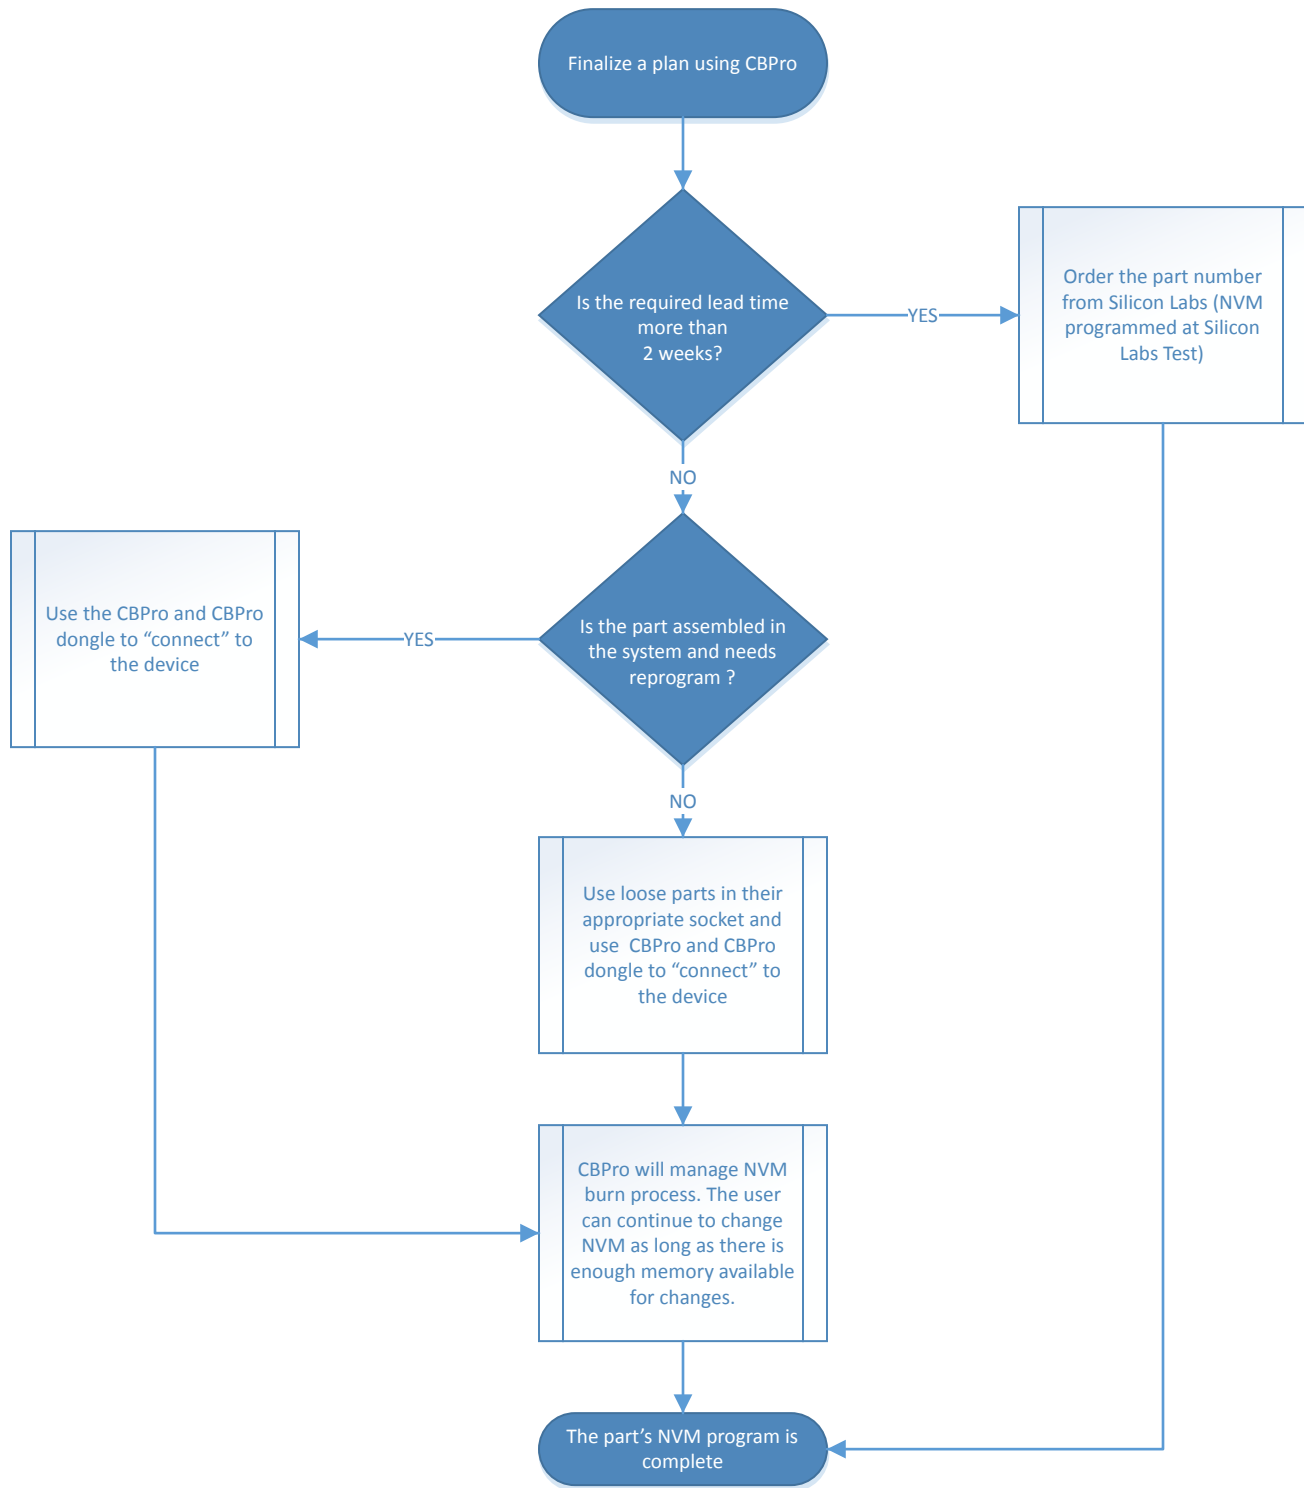 Finalize a plan using CBPro
Is the required lead time
more than
2 weeks?
YES
Order the part number
from Silicon Labs (NVM
programmed at Silicon
Labs Test)
NO
Use the CBPro and CBPro
dongle to “connect” to
the device
YES
Is the part assembled in
the system and needs
reprogram ?
NO
Use loose parts in their
appropriate socket and
use  CBPro and CBPro
dongle to “connect” to
the device
CBPro will manage NVM
burn process. The user
can continue to change
NVM as long as there is
enough memory available
for changes.
The part’s NVM program is
complete